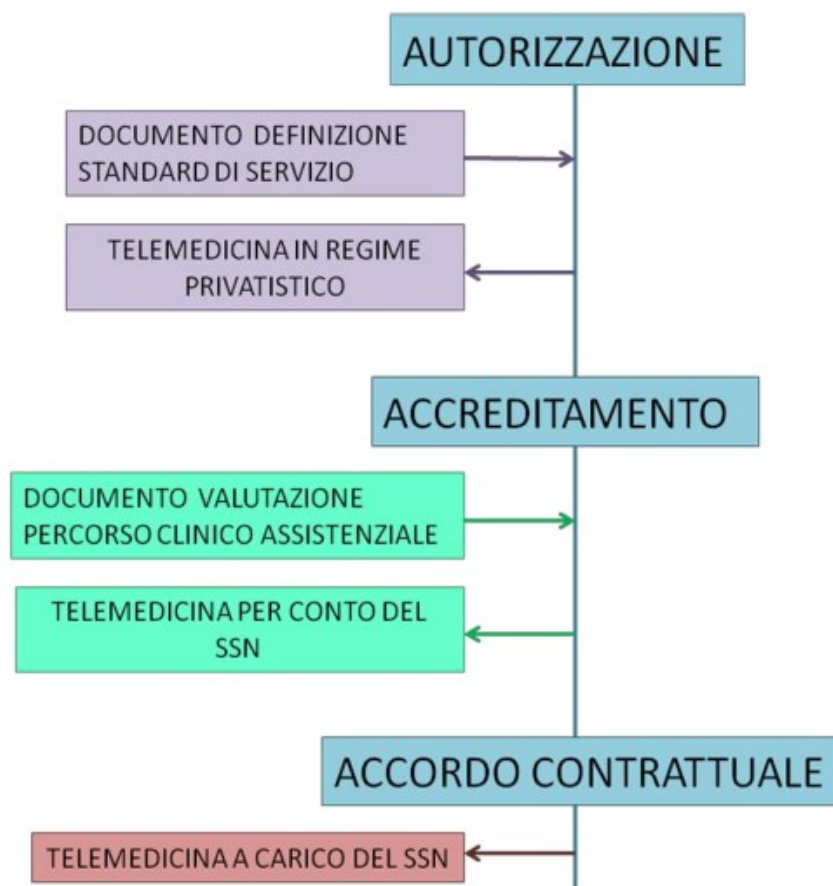 AUTORIZZAZIONE
DOCUMENTO DEFINIZIONE
STANDARD DI SERVIZIO
TELEMEDICINA IN REGIME
PRIVATISTICO
ACCREDITAMENTO
DOCUMENTO VALUTAZIONE
PERCORSO CLINICO ASSISTENZIALE
TELEMEDICINA PER CONTO DEL
SSN
ACCORDO CONTRATTUALE
TELEMEDICINA A CARICO DEL SSN